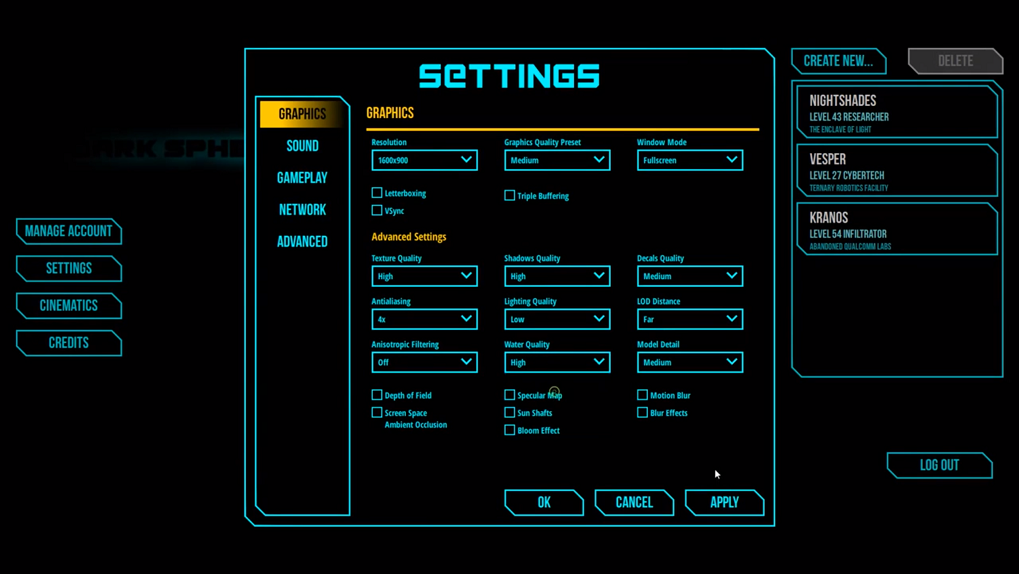 SETTINGS
GRAPHICS
SOUND
GAMEPLAY
NETWORK
ADVANCED
GRAPHICS
Resolution
1600x900
Graphics Quality Preset
Medium
Window Mode
Fullscreen
Letterboxing
VSync
Triple Buffering
Advanced Settings
Texture Quality
High
Shadows Quality
High
Decals Quality
Medium
Antialiasing
4x
Lighting Quality
Low
LOD Distance
Far
Anisotropic Filtering
Off
Water Quality
High
Model Detail
Medium
Depth of Field
Screen Space
Ambient Occlusion
Specular Map
Sun Shafts
Bloom Effect
Motion Blur
Blur Effects
OK
CANCEL
APPLY
DARK SPHE
MANAGE ACCOUNT
SETTINGS
CINEMATICS
CREDITS
CREATE NEW...
DELETE
NIGHTSHADES
LEVEL 43 RESEARCHER
THE ENCLAVE OF LIGHT
VESPER
LEVEL 27 CYBERTECH
TERNARY ROBOTICS FACILITY
KRANOS
LEVEL 54 INFILTRATOR
ABANDONED QUALCOMM LABS
LOG OUT